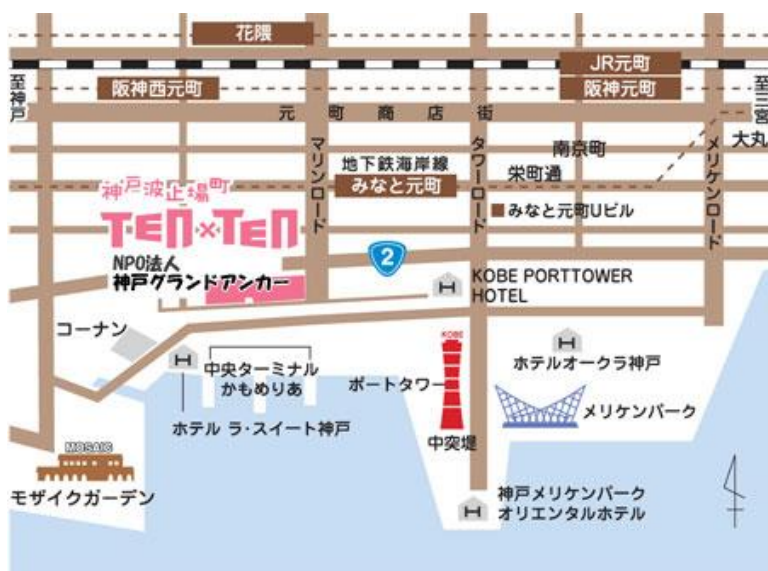 花隈
JR元町
阪神西元町
阪神元町
至神戸
至三宮
元町商店街
大丸
マリンロード
タワーロード
メリケンロード
南京町
地下鉄海岸線
みなと元町
栄町通
みなと元町Uビル
神戸波止場町
TEN×TEN
NPO法人
神戸グランドアンカー
2
KOBE PORTTOWER
HOTEL
H
コーナン
H
中央ターミナル
かもめりあ
KOBE
ポートタワー
H
ホテルオークラ神戸
メリケンパーク
ホテル ラ・スイート神戸
中突堤
MOSAIC
モザイクガーデン
H
神戸メリケンパーク
オリエンタルホテル